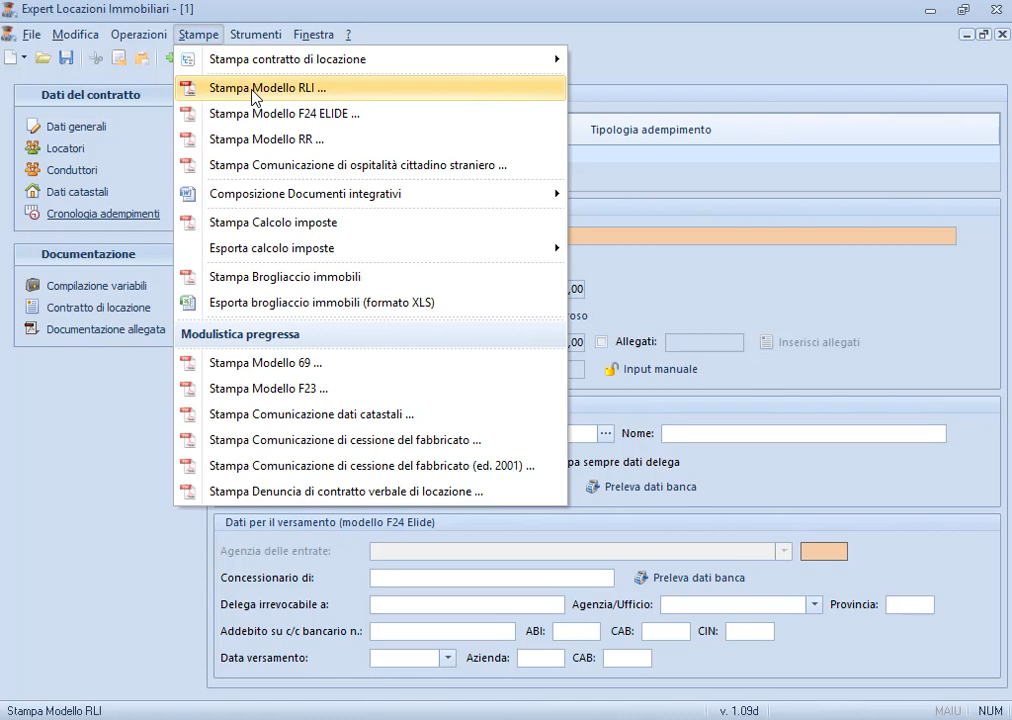 Expert Locazioni Immobiliari - [1]
File Modifica Operazioni Stampe Strumenti Finestra ?
Dati del contratto
Dati generali
Locatori
Conduttori
Dati catastali
Cronologia adempimenti
Documentazione
Compilazione variabili
Contratto di locazione
Documentazione allegata
Stampa contratto di locazione
Stampa Modello RLI ...
Stampa Modello F24 ELIDE ...
Stampa Modello RR ...
Stampa Comunicazione di ospitalità cittadino straniero ...
Composizione Documenti integrativi
Stampa Calcolo imposte
Esporta calcolo imposte
Stampa Brogliaccio immobili
Esporta brogliaccio immobili (formato XLS)
Modulistica pregressa
Stampa Modello 69 ...
Stampa Modello F23 ...
Stampa Comunicazione dati catastali ...
Stampa Comunicazione di cessione del fabbricato ...
Stampa Comunicazione di cessione del fabbricato (ed. 2001) ...
Stampa Denuncia di contratto verbale di locazione ...
Tipologia adempimento
,00
oso
,00 Allegati: Inserisci allegati
Input manuale
... Nome:
pa sempre dati delega
Preleva dati banca
Dati per il versamento (modello F24 Elide)
Agenzia delle entrate:
Concessionario di: Preleva dati banca
Delega irrevocabile a: Agenzia/Ufficio: Provincia:
Addebito su c/c bancario n.: ABI: CAB: CIN:
Data versamento: Azienda: CAB:
Stampa Modello RLI v. 1.09d MAIU NUM